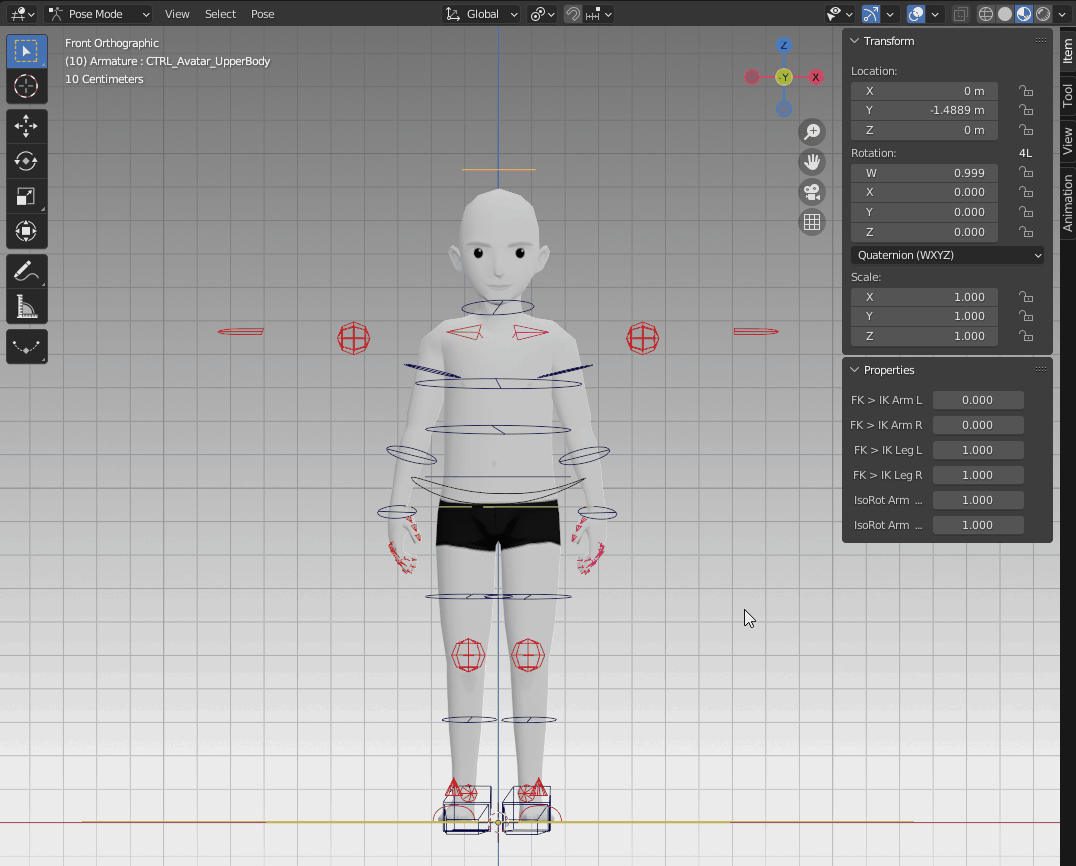 Pose Mode View Select Pose Global
Front Orthographic
(10) Armature : CTRL_Avatar_UpperBody
10 Centimeters
Z
-Y X
Transform
Location:
X 0 m
Y -1.4889 m
Z 0 m
Rotation: 4L
W 0.999
X 0.000
Y 0.000
Z 0.000
Quaternion (WXYZ)
Scale:
X 1.000
Y 1.000
Z 1.000
Properties
FK > IK Arm L 0.000
FK > IK Arm R 0.000
FK > IK Leg L 1.000
FK > IK Leg R 1.000
IsoRot Arm ... 1.000
IsoRot Arm ... 1.000
Item
Tool
View
Animation